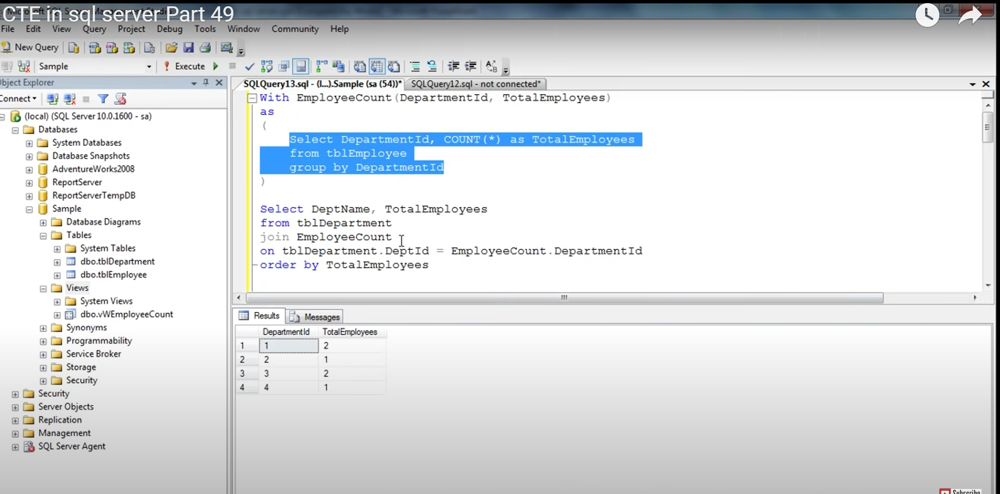 CTE in sql server Part 49
File Edit View Query Project Debug Tools Window Community Help
New Query
Sample Execute
Object Explorer
Connect
(local) (SQL Server 10.0.1600 - sa)
Databases
System Databases
Database Snapshots
AdventureWorks2008
ReportServer
ReportServerTempDB
Sample
Database Diagrams
Tables
System Tables
dbo.tblDepartment
dbo.tblEmployee
Views
System Views
dbo.vWEmployeeCount
Synonyms
Programmability
Service Broker
Storage
Security
Security
Server Objects
Replication
Management
SQL Server Agent
SQLQuery13.sql - (l...).Sample (sa (54))* SQLQuery12.sql - not connected*
With EmployeeCount(DepartmentId, TotalEmployees)
as
(
Select DepartmentId, COUNT(*) as TotalEmployees
from tblEmployee
group by DepartmentId
)
Select DeptName, TotalEmployees
from tblDepartment
join EmployeeCount
on tblDepartment.DeptId = EmployeeCount.DepartmentId
order by TotalEmployees
Results Messages
DepartmentId TotalEmployees
1 1 2
2 2 1
3 3 2
4 4 1
Subscribe